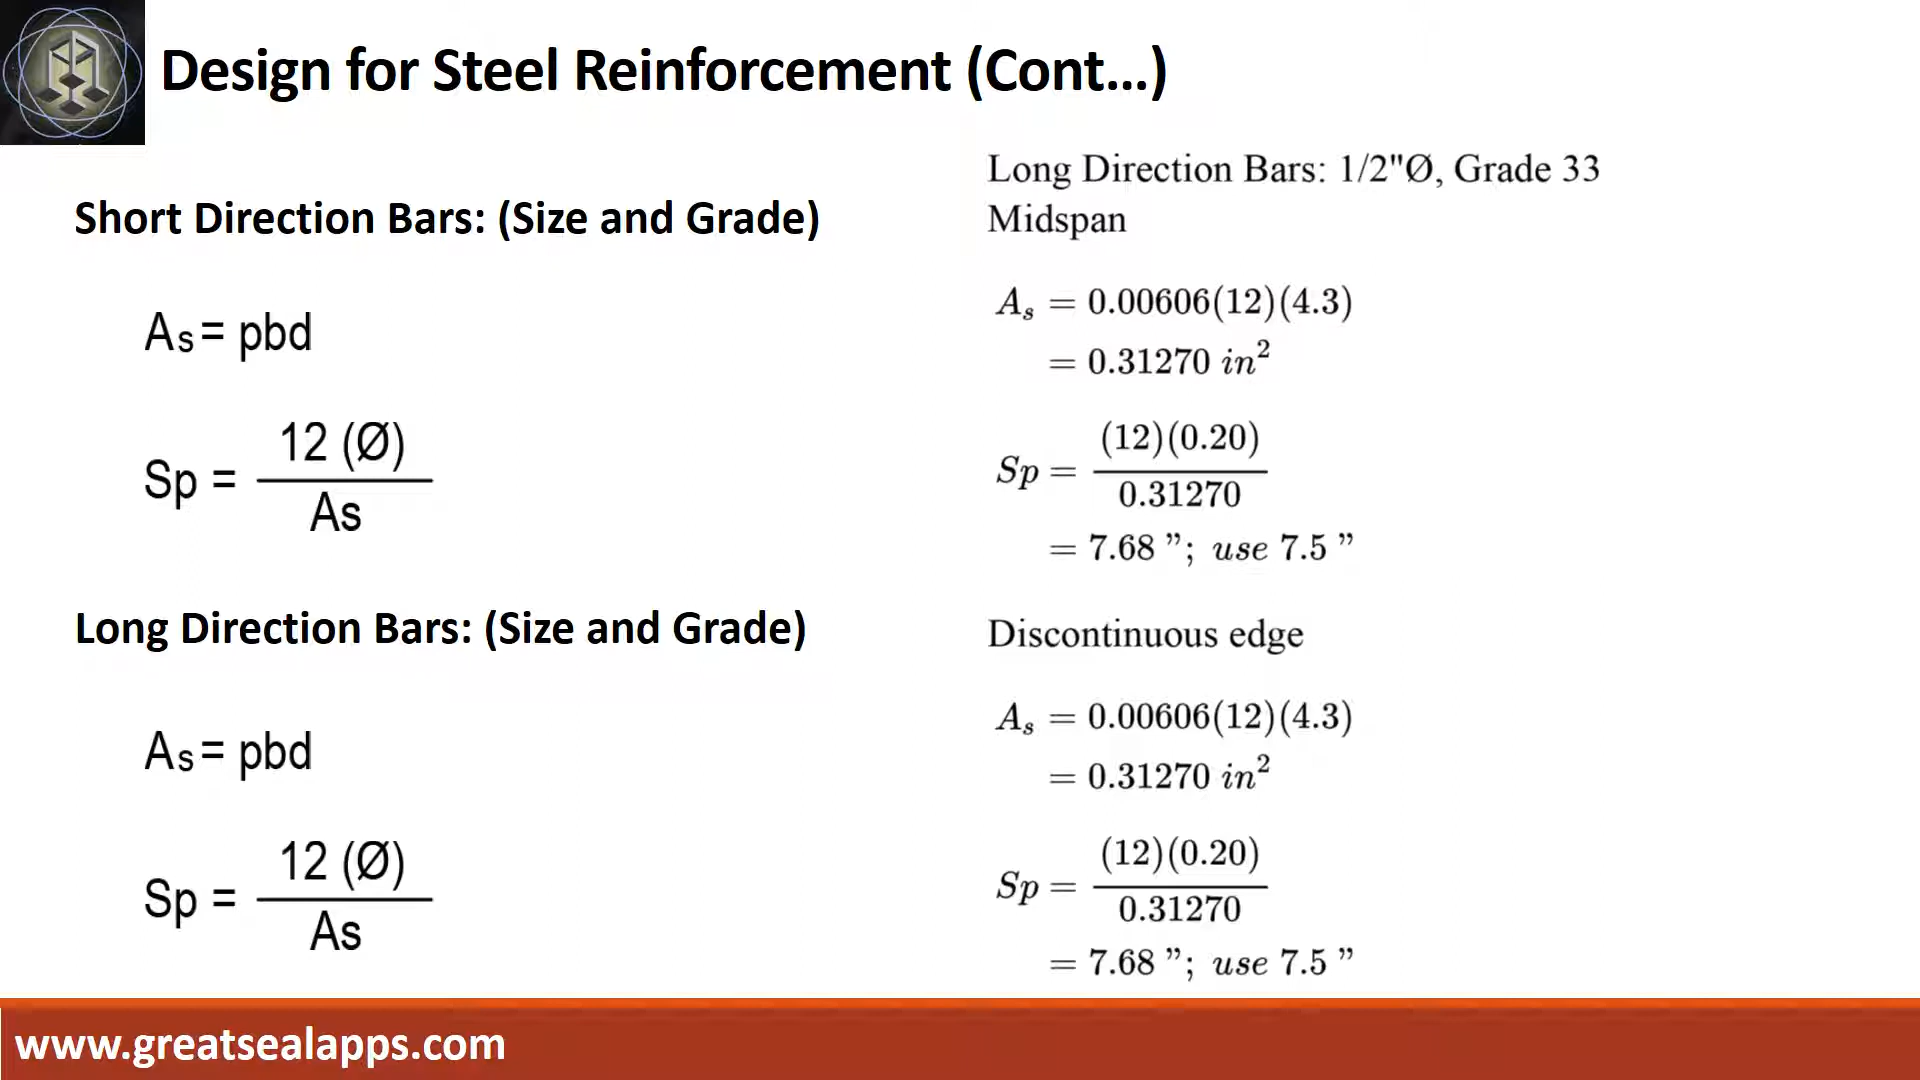 Design for Steel Reinforcement (Cont...)
Short Direction Bars: (Size and Grade)
As = pbd
Sp = 12 (Ø) / As
Long Direction Bars: (Size and Grade)
As = pbd
Sp = 12 (Ø) / As
Long Direction Bars: 1/2"Ø, Grade 33
Midspan
A_s = 0.00606(12)(4.3)
= 0.31270 in²
Sp = (12)(0.20) / 0.31270
= 7.68 ”; use 7.5 ”
Discontinuous edge
A_s = 0.00606(12)(4.3)
= 0.31270 in²
Sp = (12)(0.20) / 0.31270
= 7.68 ”; use 7.5 ”
www.greatsealapps.com